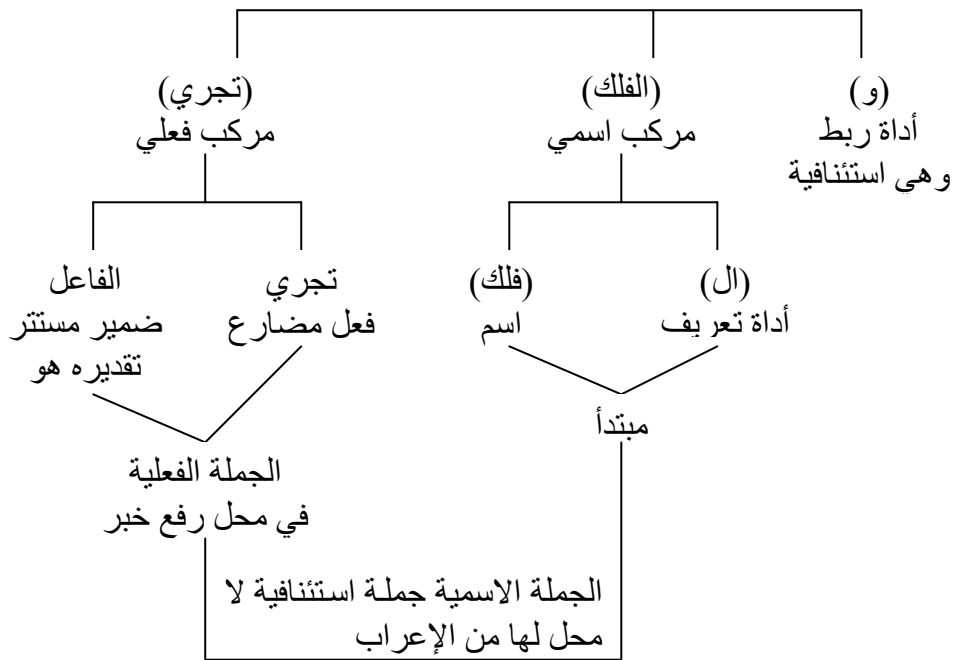 (و)
أداة ربط
وهي استئنافية
(الفلك)
مركب اسمي
(تجري)
مركب فعلي
(ال)
أداة تعريف
(فلك)
اسم
تجري
فعل مضارع
الفاعل
ضمير مستتر
تقديره هو
مبتدأ
الجملة الفعلية
في محل رفع خبر
الجملة الاسمية جملة استئنافية لا
محل لها من الإعراب